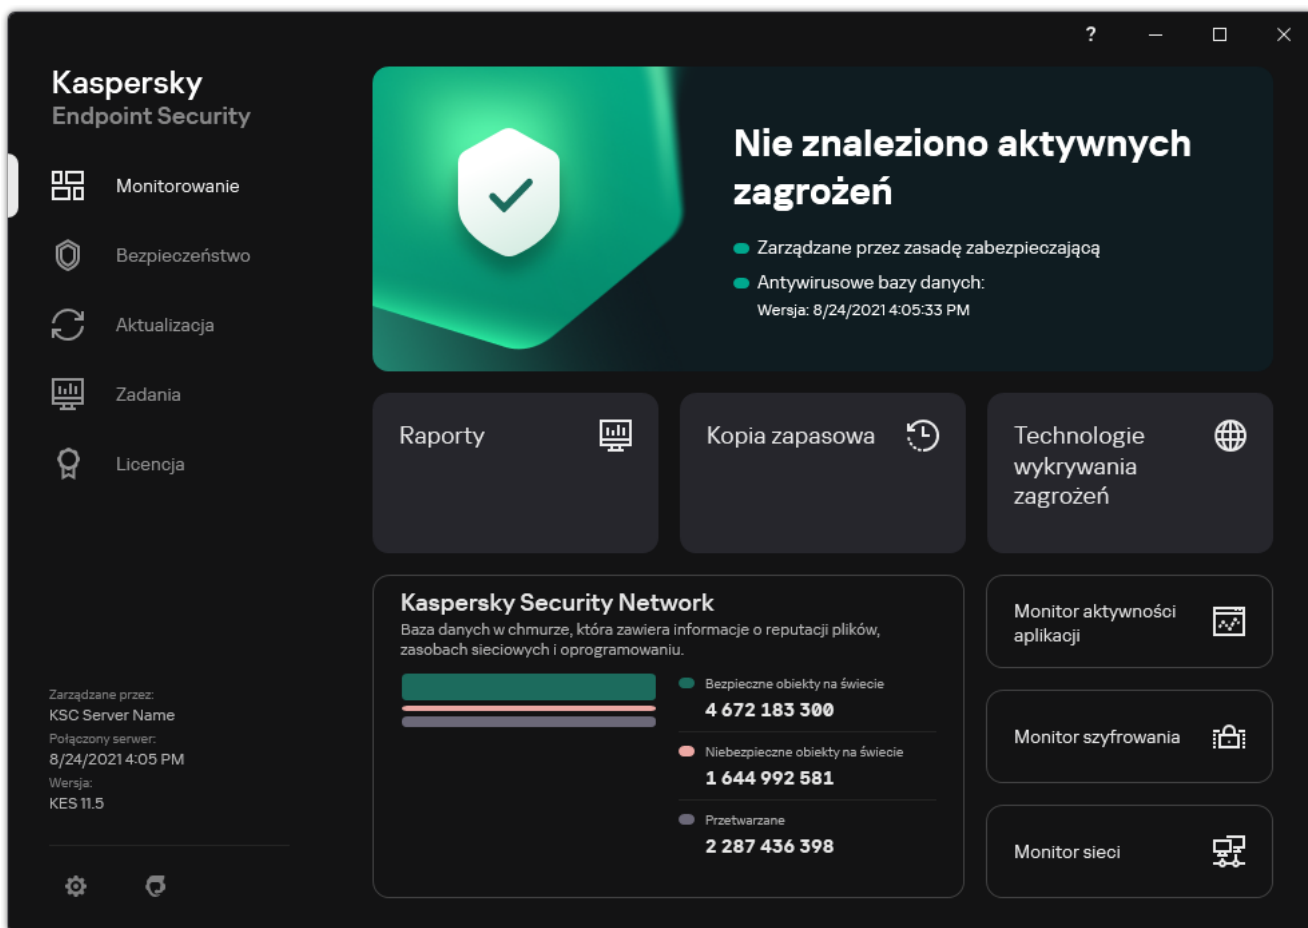 ?
Kaspersky
Endpoint Security
Monitorowanie
Bezpieczeństwo
Aktualizacja
Zadania
Licencja
Zarządzane przez:
KSC Server Name
Połączony serwer:
8/24/2021 4:05 PM
Wersja:
KES 11.5
Nie znaleziono aktywnych
zagrożeń
Zarządzane przez zasadę zabezpieczającą
Antywirusowe bazy danych:
Wersja: 8/24/2021 4:05:33 PM
Raporty
Kopia zapasowa
Technologie
wykrywania
zagrożeń
Kaspersky Security Network
Baza danych w chmurze, która zawiera informacje o reputacji plików,
zasobach sieciowych i oprogramowaniu.
Bezpieczne obiekty na świecie
4 672 183 300
Niebezpieczne obiekty na świecie
1 644 992 581
Przetwarzane
2 287 436 398
Monitor aktywności
aplikacji
Monitor szyfrowania
Monitor sieci